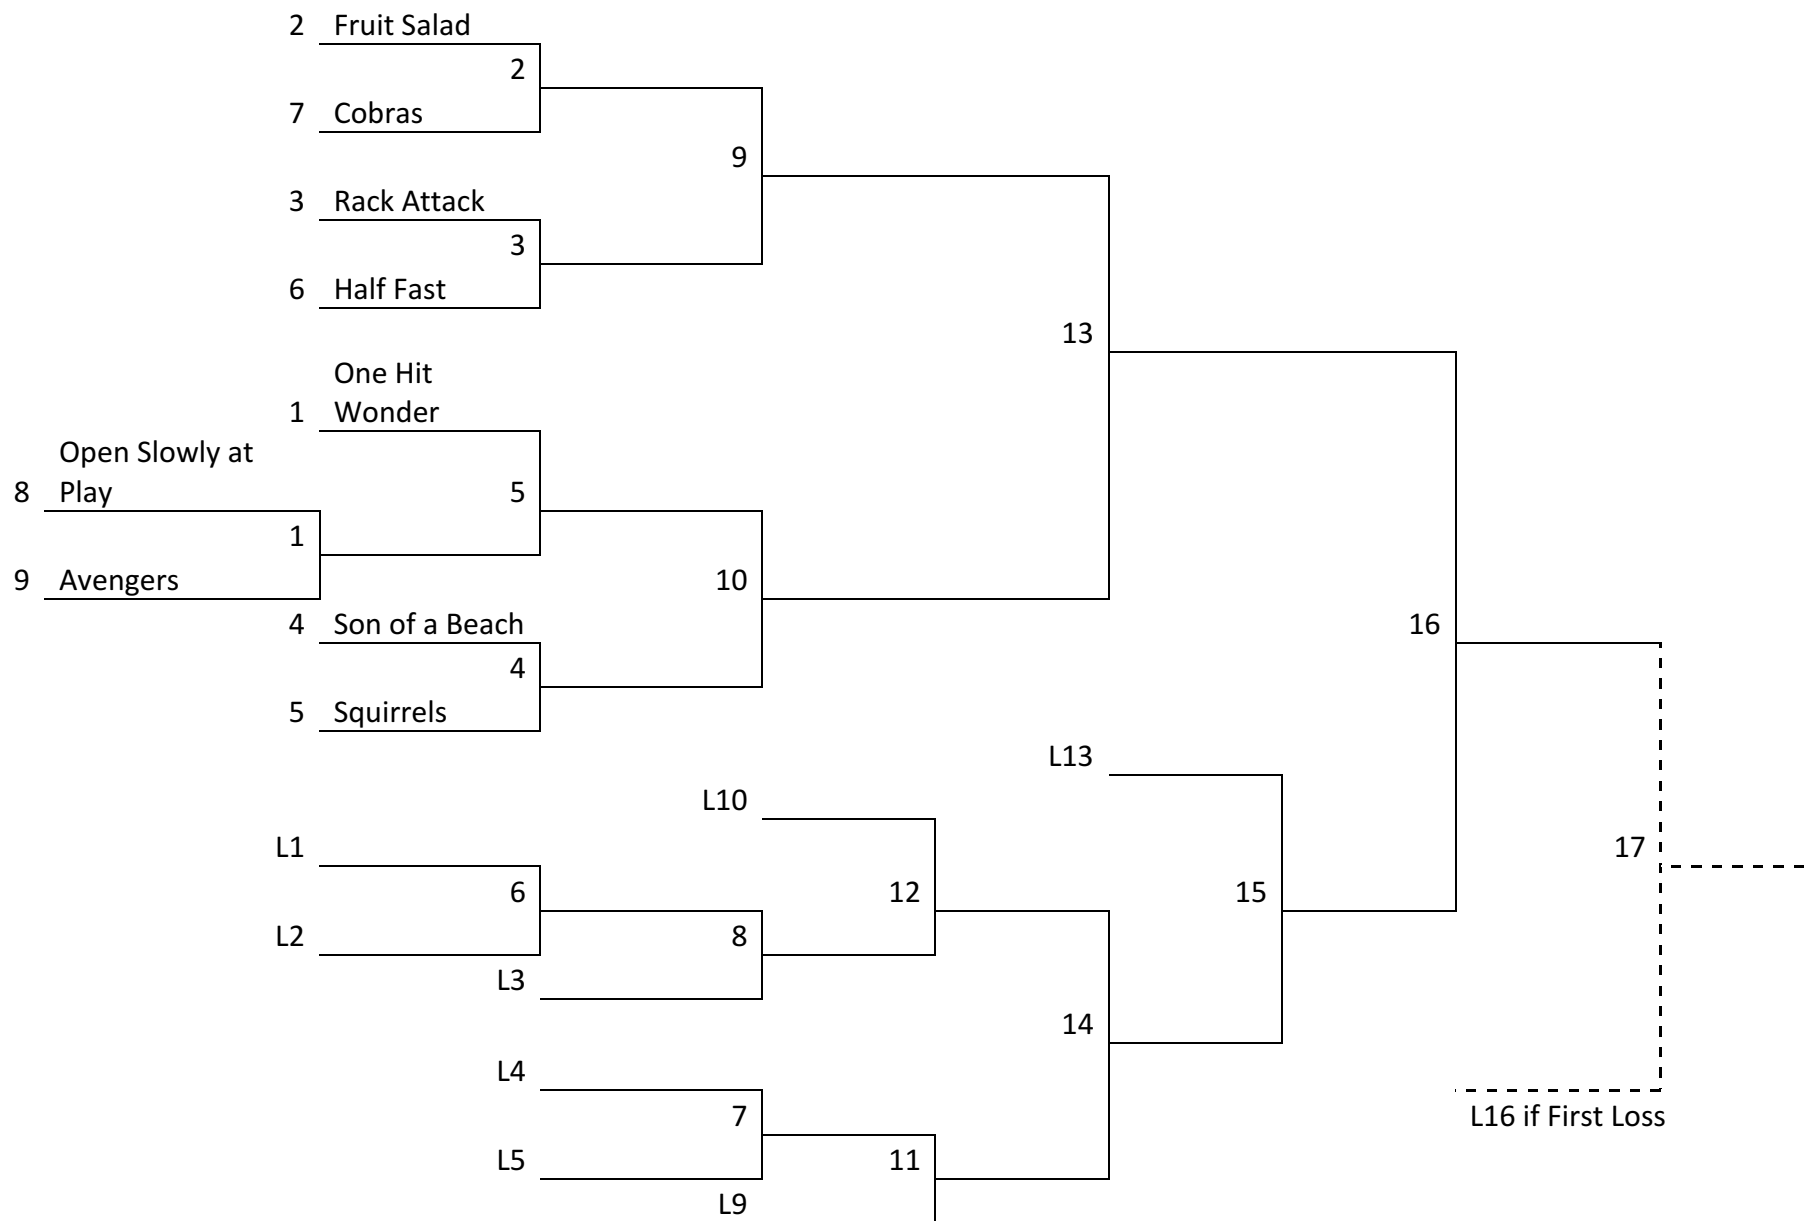 2 Fruit Salad
2
7 Cobras
9
3 Rack Attack
3
6 Half Fast
13
One Hit
1 Wonder
Open Slowly at
8 Play
5
1
9 Avengers
10
4 Son of a Beach
16
4
5 Squirrels
L13
L10
L1
17
6
12
15
L2
8
L3
14
L4
7
L16 if First Loss
L5
11
L9